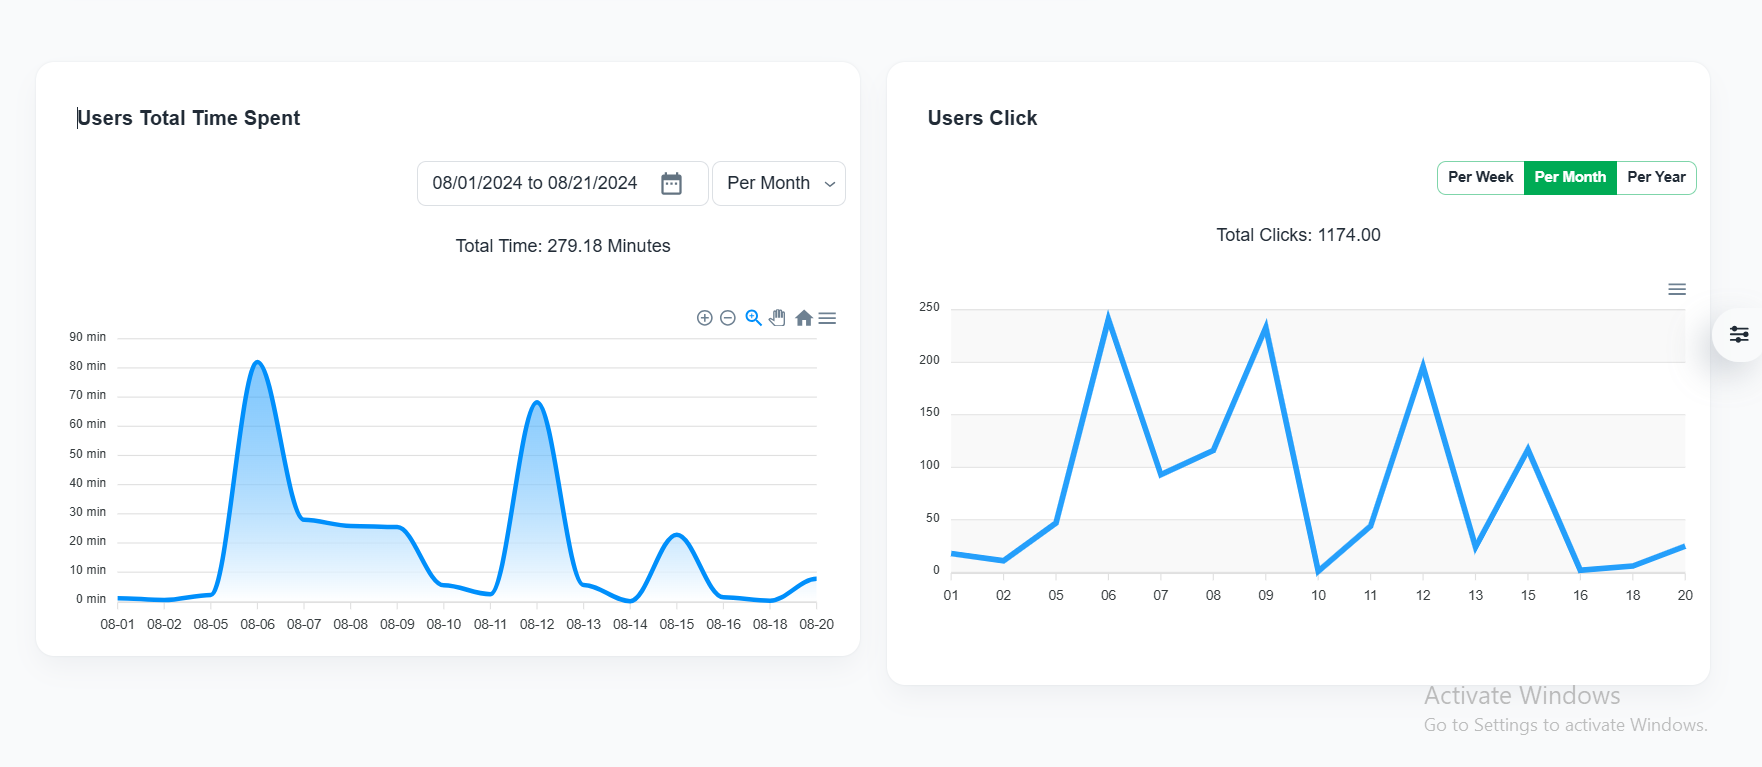 Users Total Time Spent
08/01/2024 to 08/21/2024
Per Month
Total Time: 279.18 Minutes
90 min
80 min
70 min
60 min
50 min
40 min
30 min
20 min
10 min
0 min
08-01 08-02 08-05 08-06 08-07 08-08 08-09 08-10 08-11 08-12 08-13 08-14 08-15 08-16 08-18 08-20
Users Click
Per Week Per Month Per Year
Total Clicks: 1174.00
250
200
150
100
50
0
01 02 05 06 07 08 09 10 11 12 13 15 16 18 20
Activate Windows
Go to Settings to activate Windows.